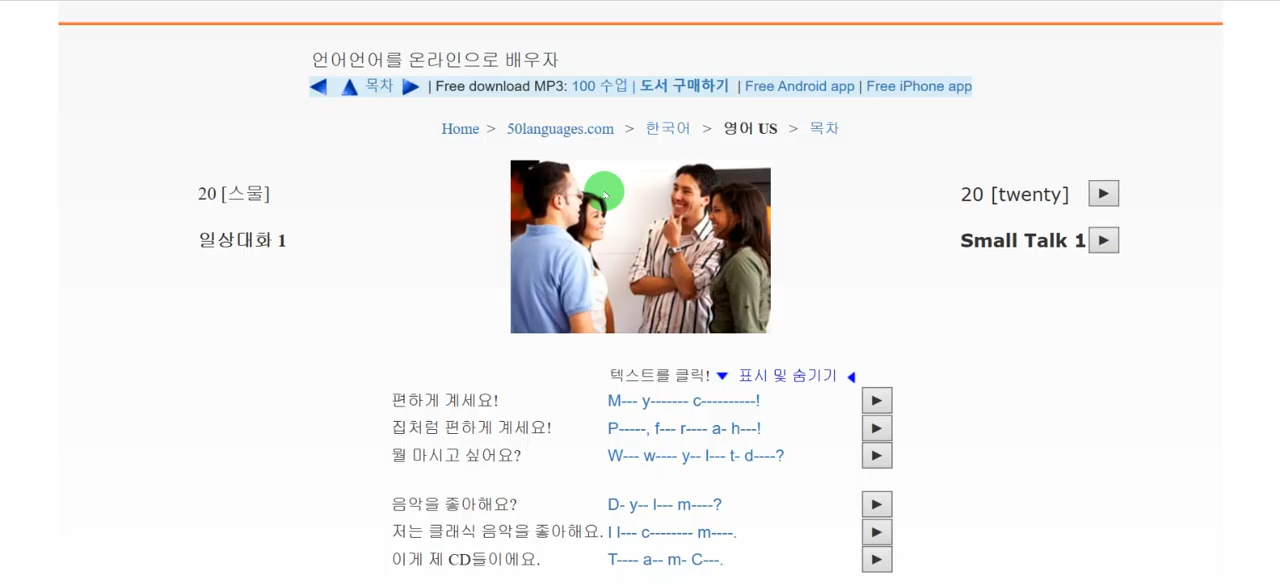 언어언어를 온라인으로 배우자
목차 | Free download MP3: 100 수업 | 도서 구매하기 | Free Android app | Free iPhone app
Home > 50languages.com > 한국어 > 영어 US > 목차
20 [스물]
20 [twenty]
일상대화 1
Small Talk 1
텍스트를 클릭! 표시 및 숨기기
편하게 계세요! M--- y------- c----------!
집처럼 편하게 계세요! P-----, f--- r---- a- h---!
뭘 마시고 싶어요? W--- w---- y-- l--- t- d----?
음악을 좋아해요? D- y-- l--- m----?
저는 클래식 음악을 좋아해요. I l--- c-------- m----.
이게 제 CD들이에요. T---- a-- m- C---.